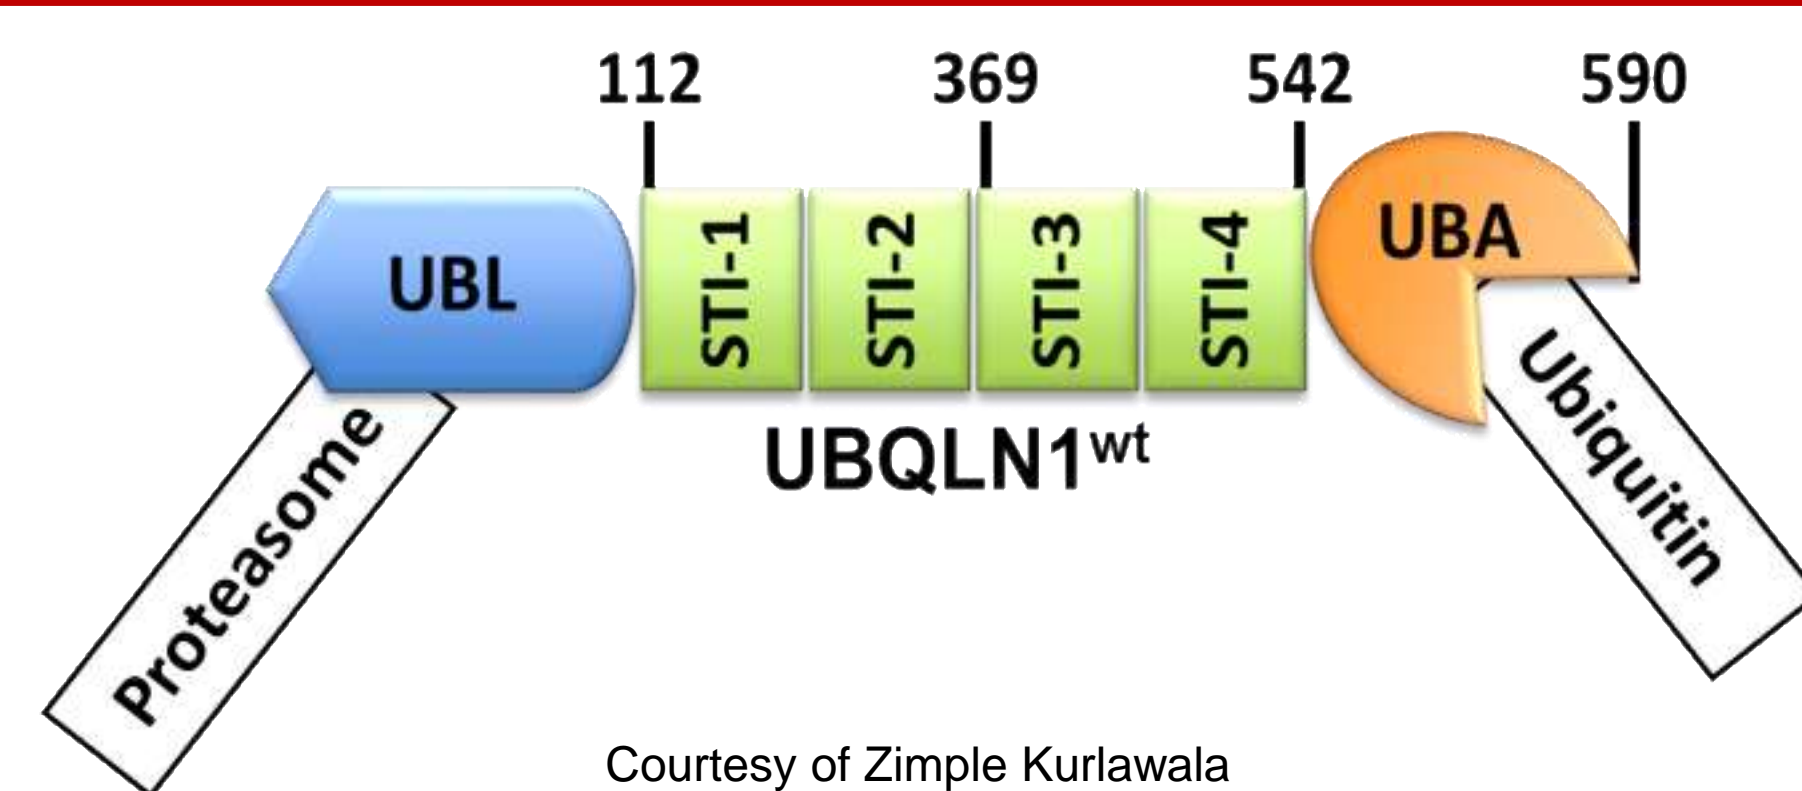 112 369 542 590
UBL STI-1 STI-2 STI-3 STI-4 UBA
UBQLN1wt
Proteasome
Ubiquitin
Courtesy of Zimple Kurlawala